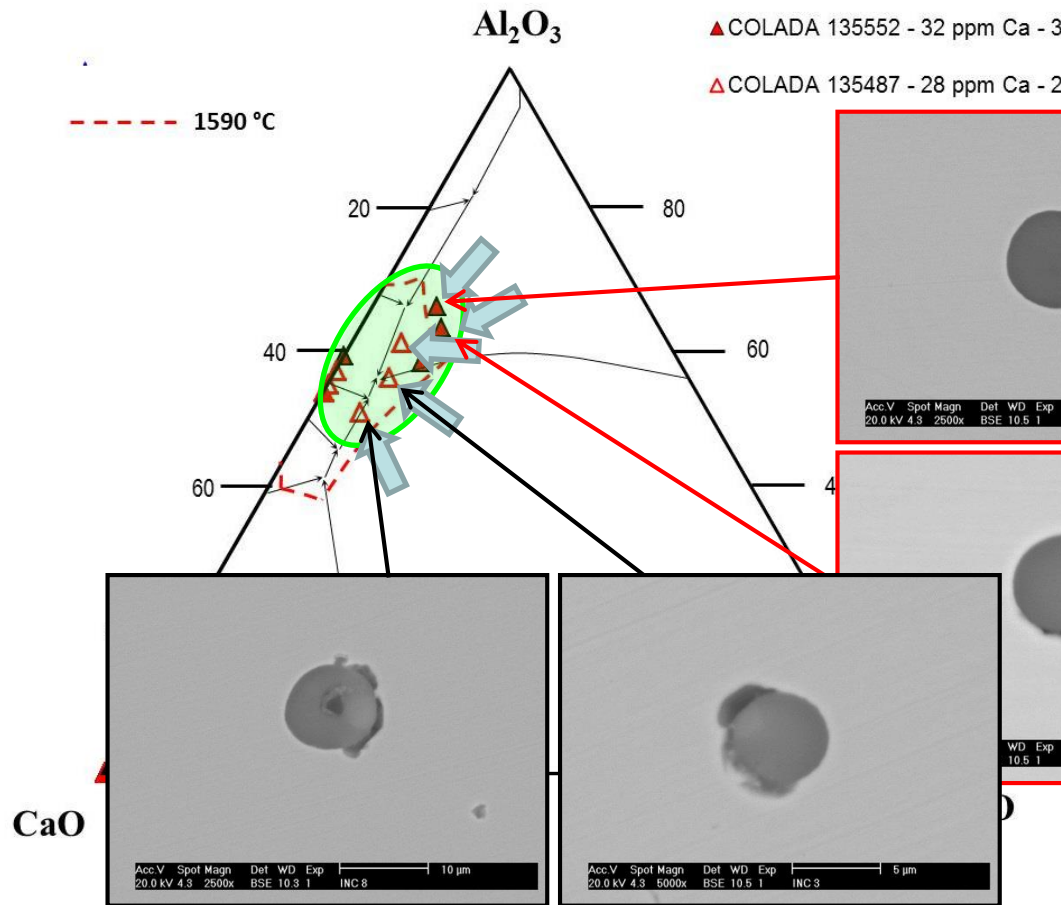 Al₂O₃
▲COLADA 135552 - 32 ppm Ca - 3
△COLADA 135487 - 28 ppm Ca - 2
1590 °C
20
80
40
60
60
4
Acc.V Spot Magn Det WD Exp
20.0 kV 4.3 2500x BSE 10.5 1
WD Exp
10.5 1
CaO
O
Acc.V Spot Magn Det WD Exp 10 µm
20.0 kV 4.3 2500x BSE 10.3 1 INC 8
Acc.V Spot Magn Det WD Exp 5 µm
20.0 kV 4.3 5000x BSE 10.5 1 INC 3